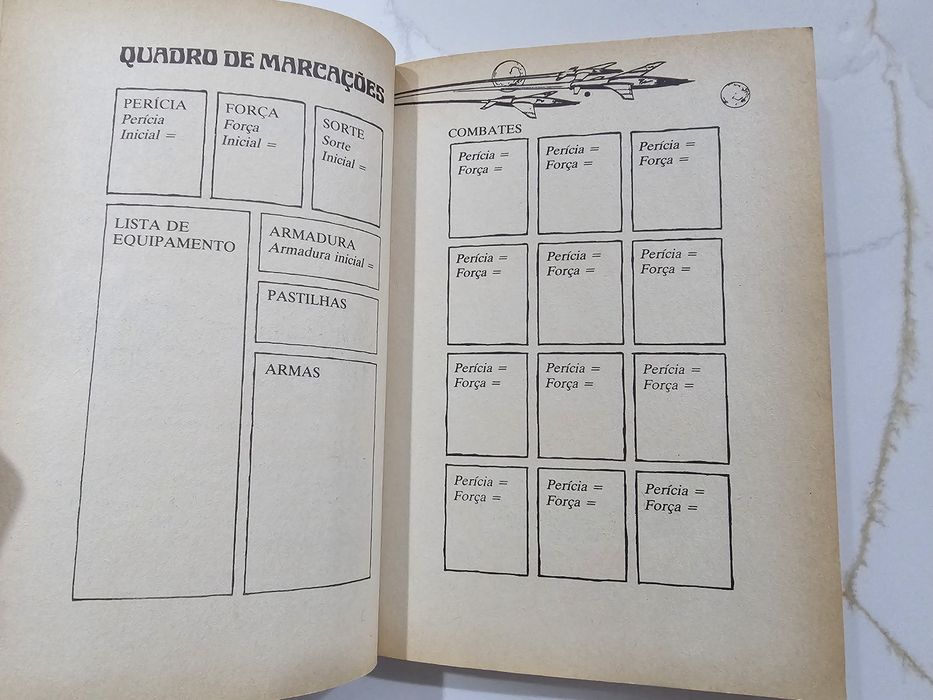 QUADRO DE MARCAÇÕES
PERÍCIA
Perícia
Inicial =
FORÇA
Força
Inicial =
SORTE
Sorte
Inicial =
LISTA DE
EQUIPAMENTO
ARMADURA
Armadura inicial =
PASTILHAS
ARMAS
COMBATES
Perícia =
Força =
Perícia =
Força =
Perícia =
Força =
Perícia =
Força =
Perícia =
Força =
Perícia =
Força =
Perícia =
Força =
Perícia =
Força =
Perícia =
Força =
Perícia =
Força =
Perícia =
Força =
Perícia =
Força =